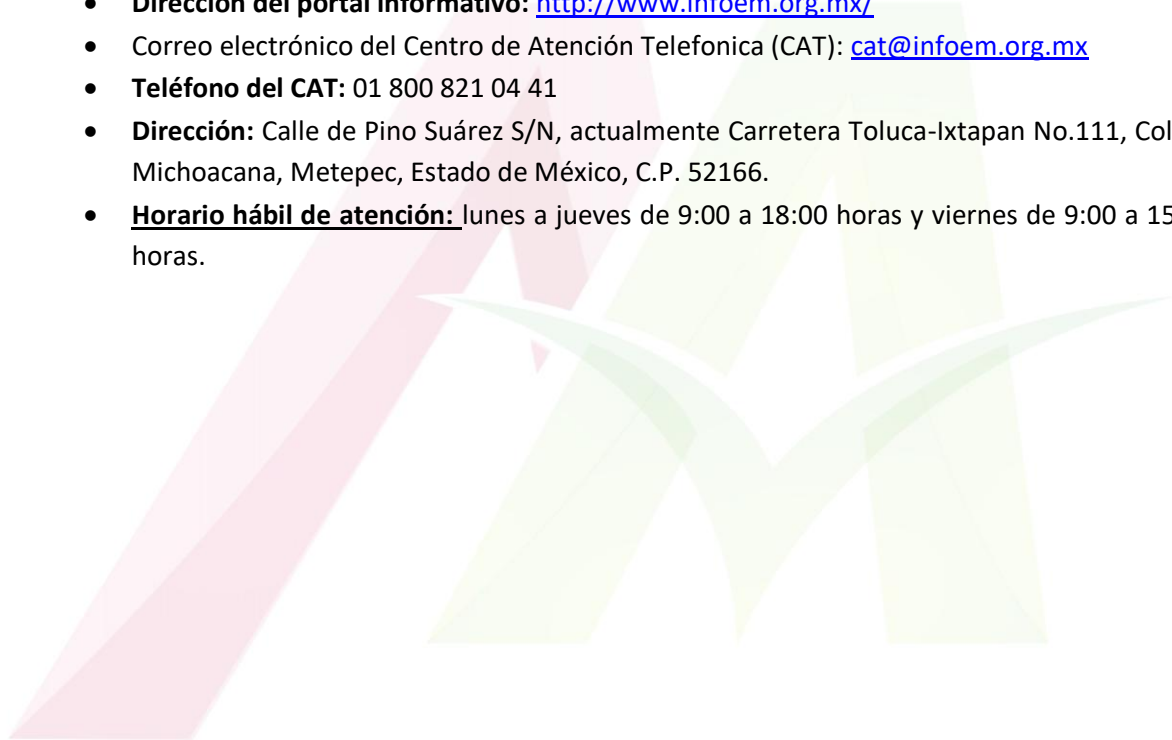 • Dirección del portal informativo: http://www.infoem.org.mx/
• Correo electrónico del Centro de Atención Telefonica (CAT): cat@infoem.org.mx
• Teléfono del CAT: 01 800 821 04 41
• Dirección: Calle de Pino Suárez S/N, actualmente Carretera Toluca-Ixtapan No.111, Col
Michoacana, Metepec, Estado de México, C.P. 52166.
• Horario hábil de atención: lunes a jueves de 9:00 a 18:00 horas y viernes de 9:00 a 15
horas.